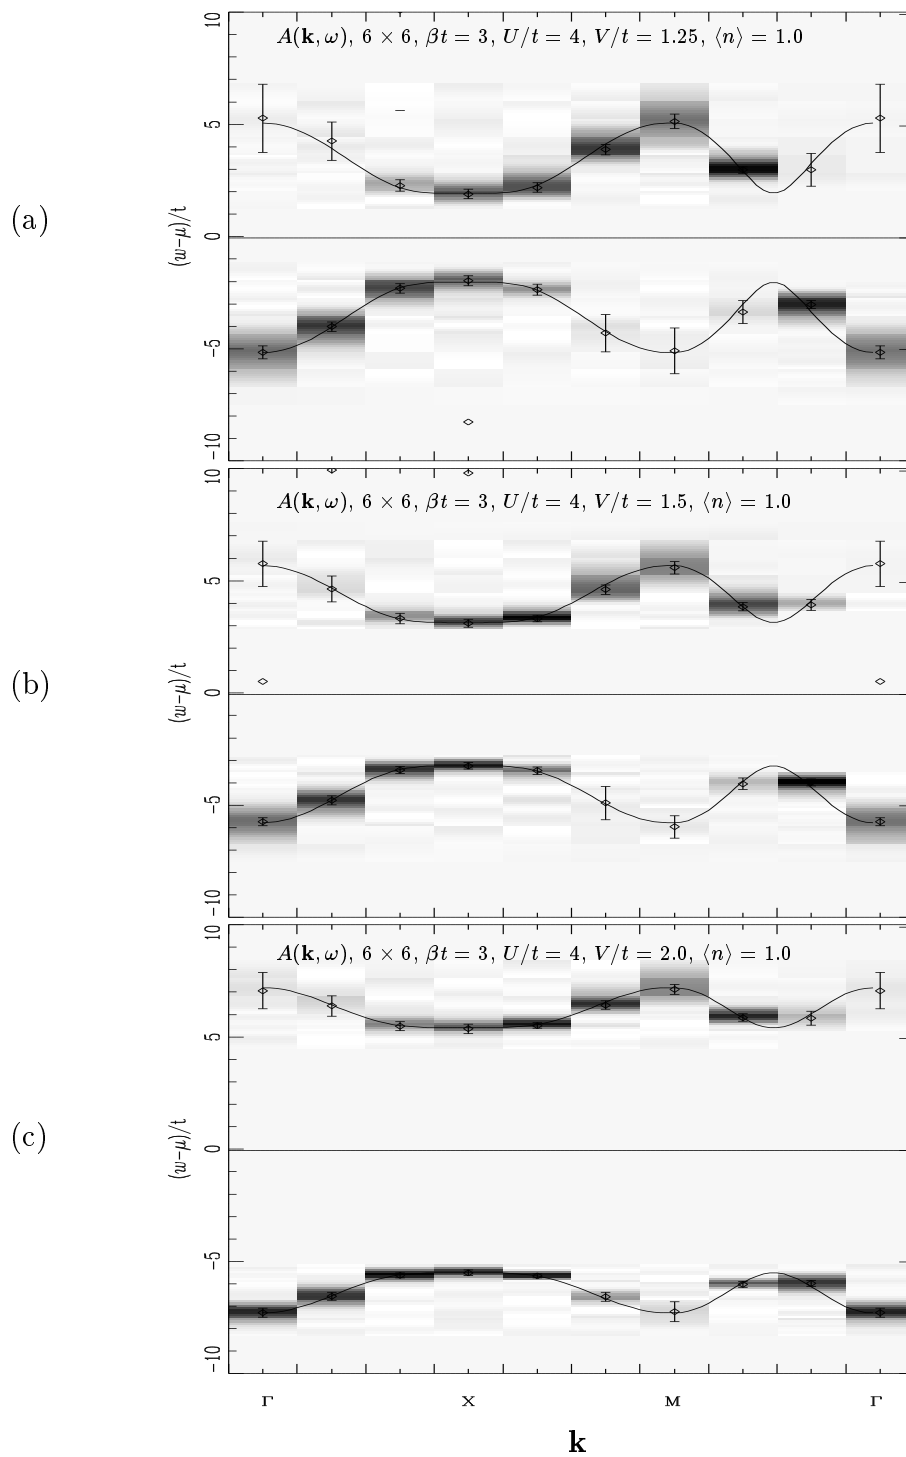 (a)
A(k, ω), 6 × 6, βt = 3, U/t = 4, V/t = 1.25, ⟨n⟩ = 1.0
10
5
0
−5
−10
(w−μ)/t
(b)
A(k, ω), 6 × 6, βt = 3, U/t = 4, V/t = 1.5, ⟨n⟩ = 1.0
10
5
0
−5
−10
(w−μ)/t
(c)
A(k, ω), 6 × 6, βt = 3, U/t = 4, V/t = 2.0, ⟨n⟩ = 1.0
10
5
0
−5
−10
(w−μ)/t
Γ X M Γ
k